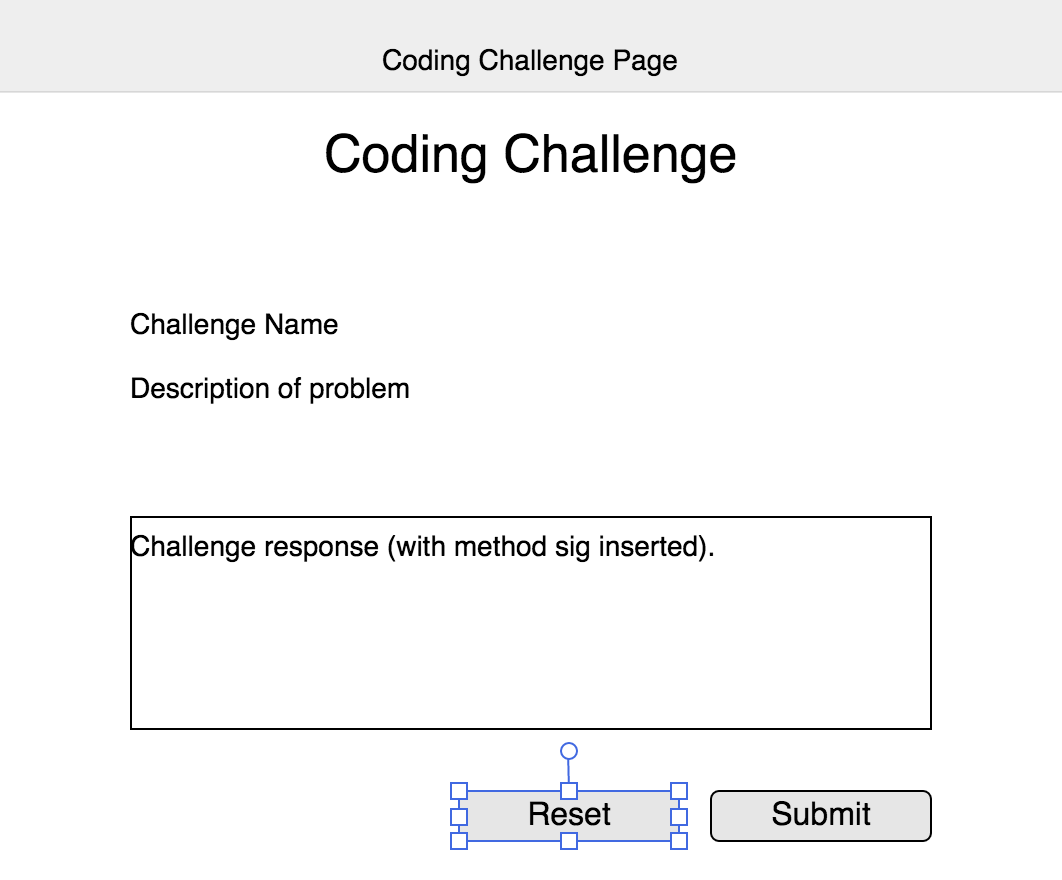 Coding Challenge Page
Coding Challenge
Challenge Name
Description of problem
Challenge response (with method sig inserted).
Reset
Submit